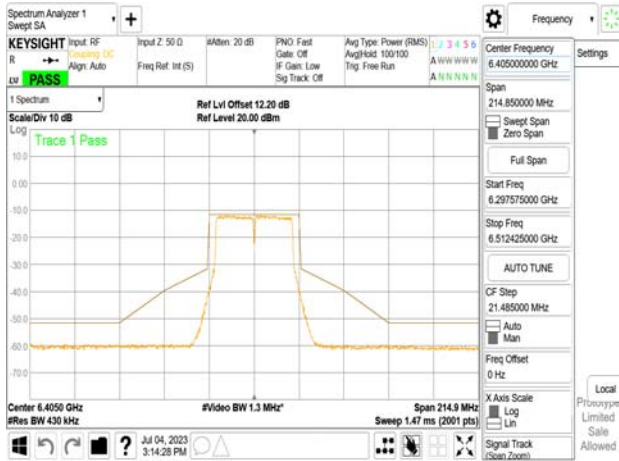 Spectrum Analyzer 1
Swept SA
+
Frequency
KEYSIGHT
Input: RF
Coupling: DC
Align: Auto
Input Z: 50 Ω
Freq Ref: Int (S)
#Atten: 20 dB
PNO: Fast
Gate: Off
IF Gain: Low
Sig Track: Off
Avg Type: Power (RMS)
Avg|Hold: 100/100
Trig: Free Run
1 2 3 4 5 6
A W W W W W
A N N N N N
R
LU
PASS
1 Spectrum
Scale/Div 10 dB
Ref Lvl Offset 12.20 dB
Ref Level 20.00 dBm
Log
Trace 1 Pass
10.0
0.00
-10.0
-20.0
-30.0
-40.0
-50.0
-60.0
-70.0
Center 6.4050 GHz
#Res BW 430 kHz
#Video BW 1.3 MHz*
Span 214.9 MHz
Sweep 1.47 ms (2001 pts)
?
Jul 04, 2023
3:14:28 PM
Center Frequency
6.405000000 GHz
Settings
Span
214.850000 MHz
Swept Span
Zero Span
Full Span
Start Freq
6.297575000 GHz
Stop Freq
6.512425000 GHz
AUTO TUNE
CF Step
21.485000 MHz
Auto
Man
Freq Offset
0 Hz
X Axis Scale
Log
Lin
Signal Track
(Span Zoom)
Local
Prototype
Limited
Sale
Allowed